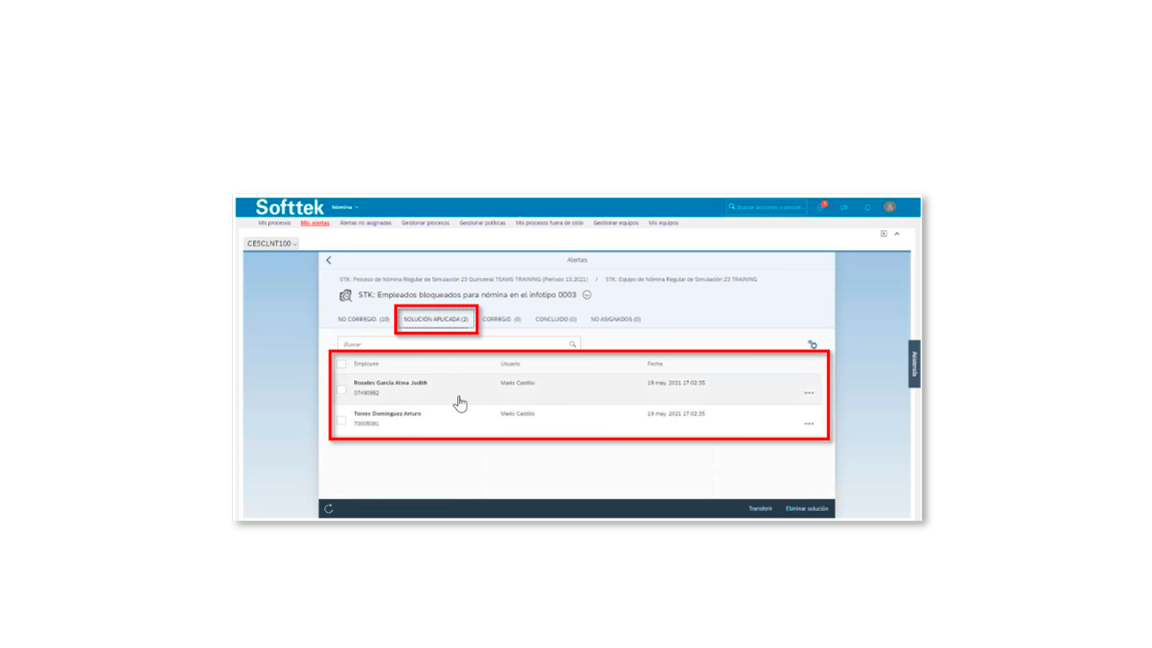 Softtek Nómina
Buscar acciones o person...
Mis procesos Mis alertas Alertas no asignadas Gestionar procesos Gestionar políticas Mis procesos fuera de ciclo Gestionar equipos Mis equipos
CE5CLNT100
Alertas
STK: Proceso de Nómina Regular de Simulación 23 Quincenal TEAMS TRAINING (Período 13.2021) / STK: Equipo de Nómina Regular de Simulación 23 TRAINING
STK: Empleados bloqueados para nómina en el infotipo 0003
NO CORREGID. (10) SOLUCIÓN APLICADA (2) CORREGID. (0) CONCLUIDO (0) NO ASIGNADOS (0)
Buscar
Employee Usuario Fecha
Rosales García Alma Judith Mario Castillo 19 may. 2021 17:02:35
07490992
Torres Domínguez Arturo Mario Castillo 19 may. 2021 17:02:35
70005091
Asistente
Transferir Eliminar solución